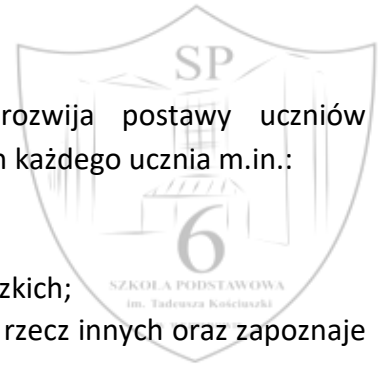 SP
rozwija postawy uczniów
każdego ucznia m.in.:
6
SZKOŁA PODSTAWOWA
zkich;
im. Tadeusza Kościuszki
rzecz innych oraz zapoznaje